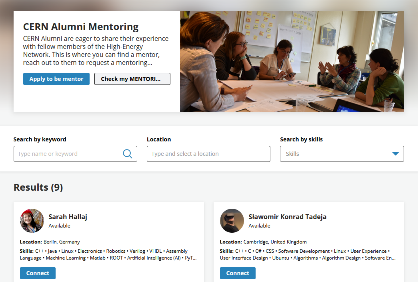 CERN Alumni Mentoring
CERN Alumni are eager to share their experience
with fellow members of the High-Energy
Network. This is where you can find a mentor,
reach out to them to request a mentoring...
Apply to be mentor
Check my MENTORI...
Search by keyword
Location
Search by skills
Type name or keyword
Type and select a location
Skills
Results (9)
Sarah Hallaj
Available
Location: Berlin, Germany
Skills: C++ • Java • Linux • Electronics • Robotics • Verilog • VHDL • Assembly
Language • Machine Learning • Matlab • ROOT • Artificial Intelligence (AI) • PyT...
Connect
Slawomir Konrad Tadeja
Available
Location: Cambridge, United Kingdom
Skills: C++ • C • C# • CSS • Software Development • Linux • User Experience •
User Interface Design • Ubuntu • Algorithms • Algorithm Design • Software En...
Connect